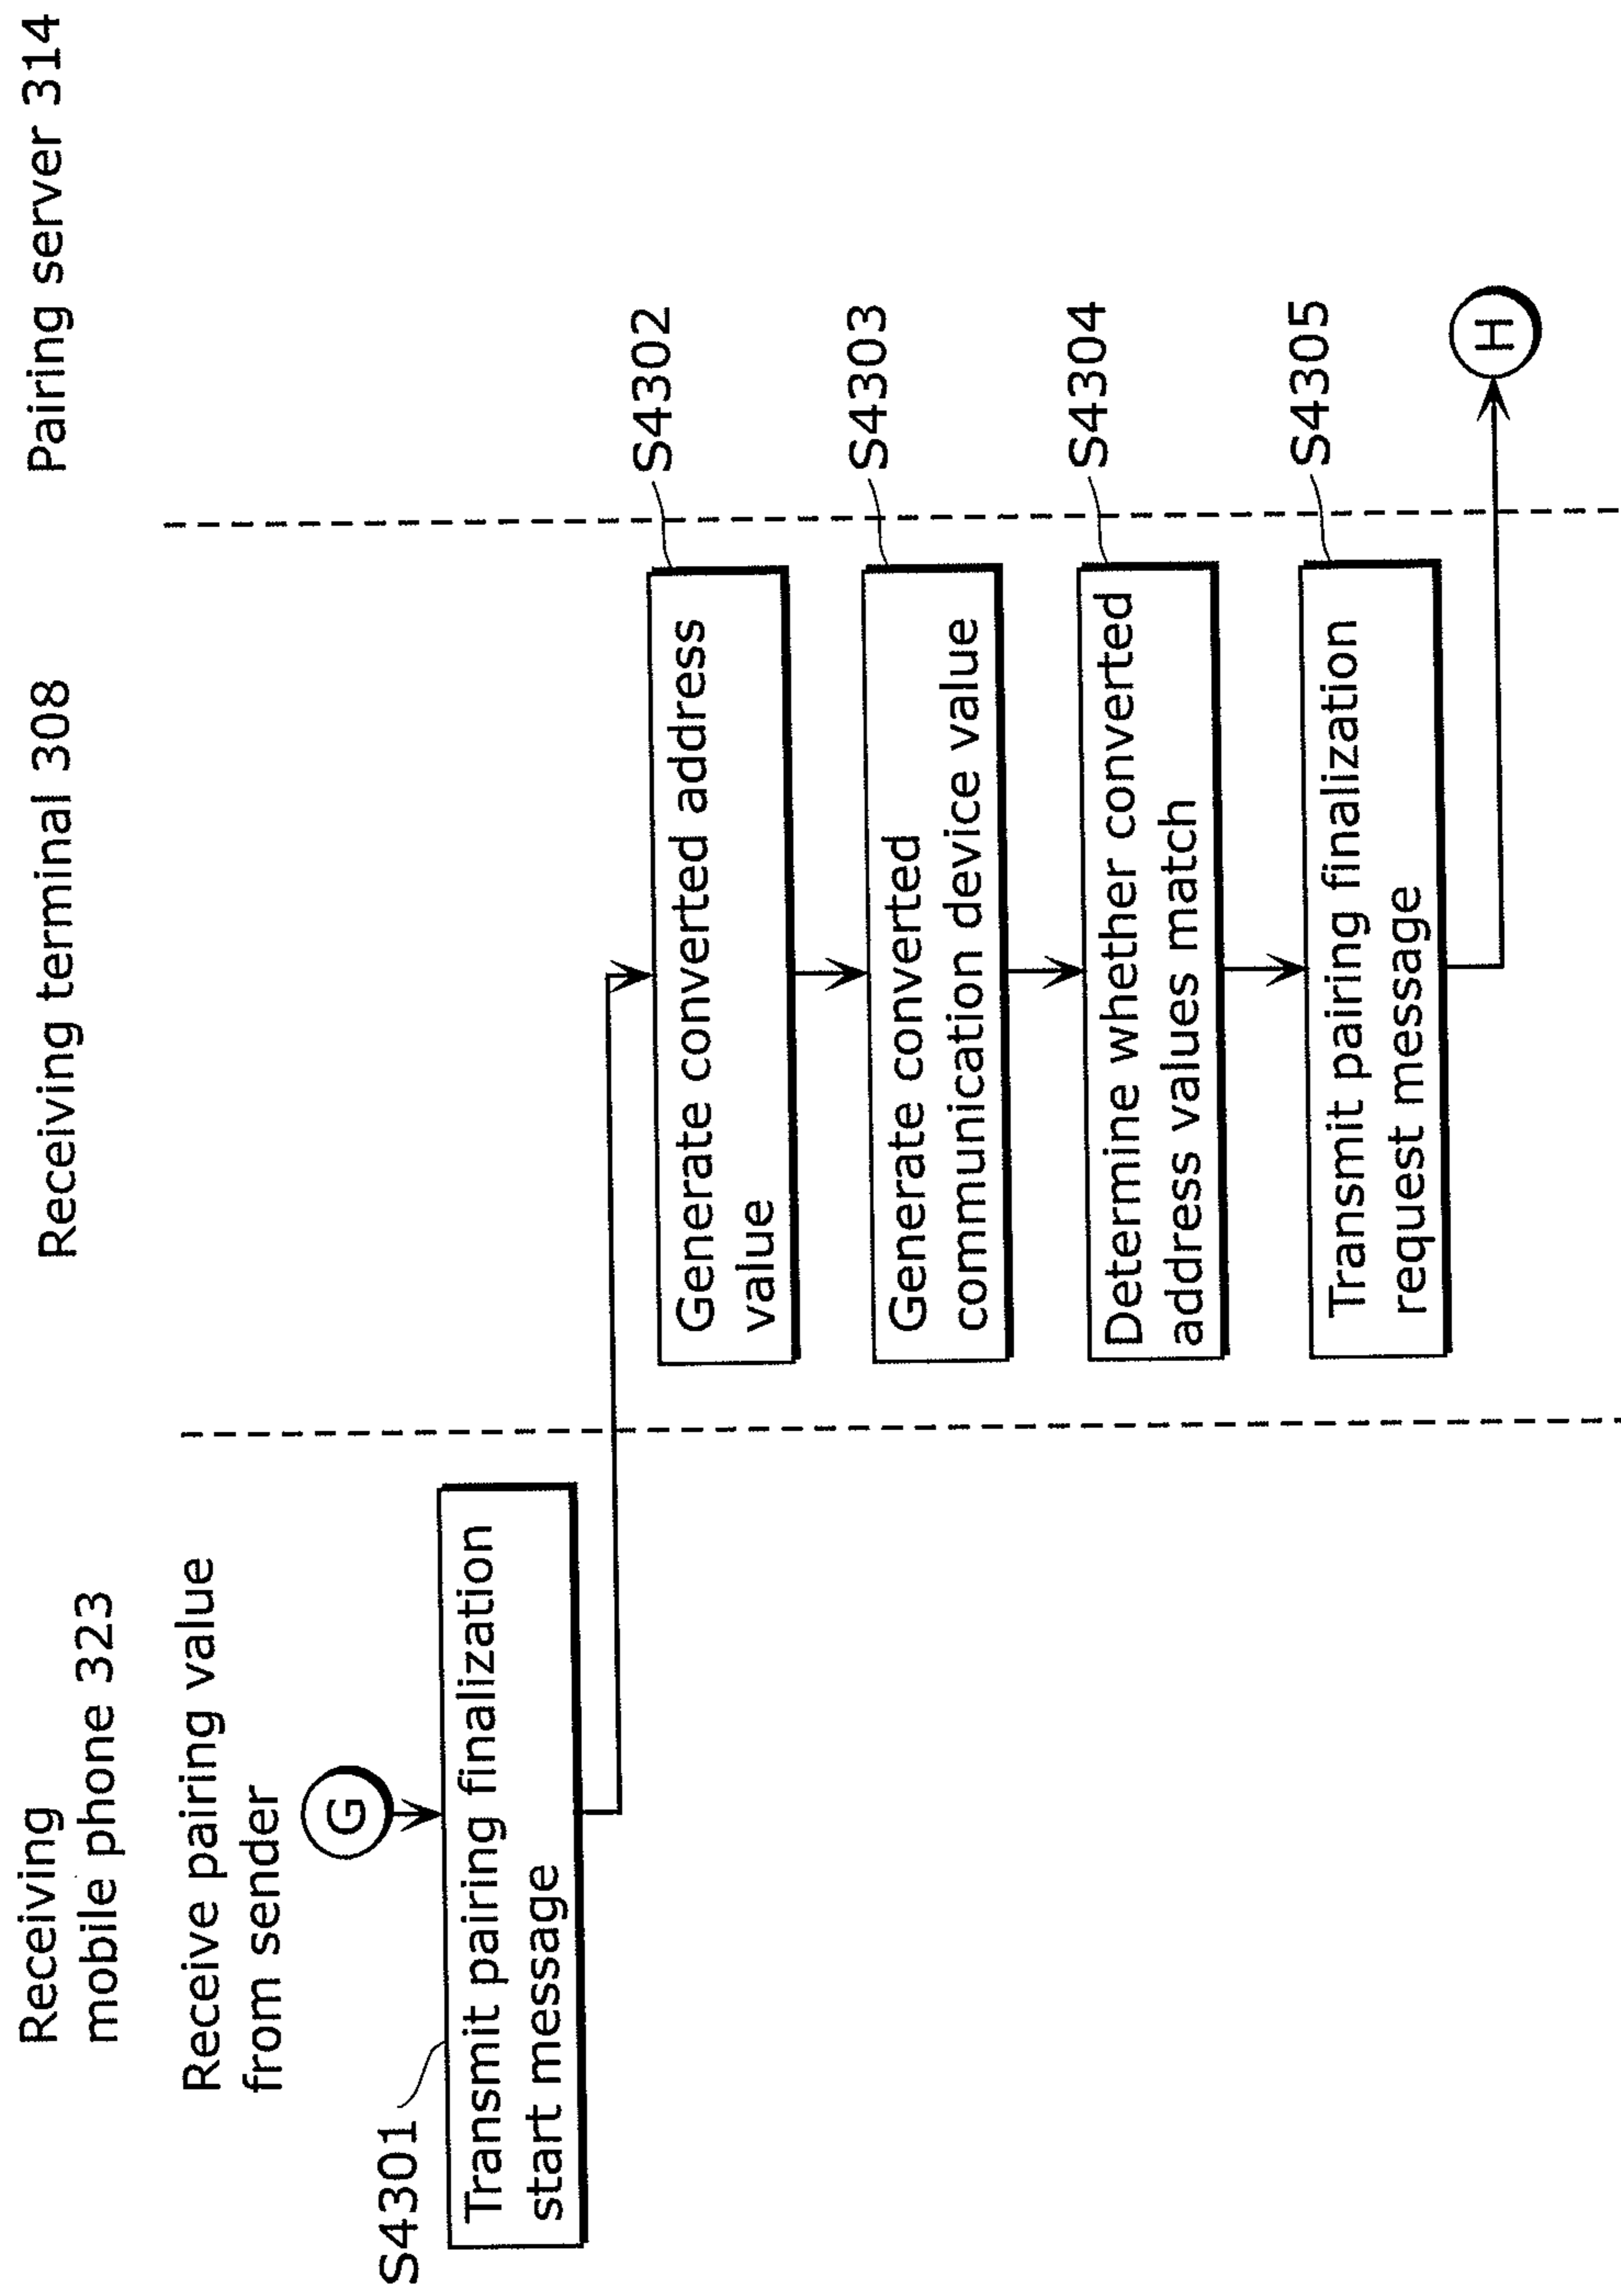 Receiving
mobile phone 323
Receiving terminal 308
Pairing server 314
Receive pairing value
from sender
G
S4301
Transmit pairing finalization
start message
S4302
Generate converted address
value
S4303
Generate converted
communication device value
S4304
Determine whether converted
address values match
S4305
Transmit pairing finalization
request message
H